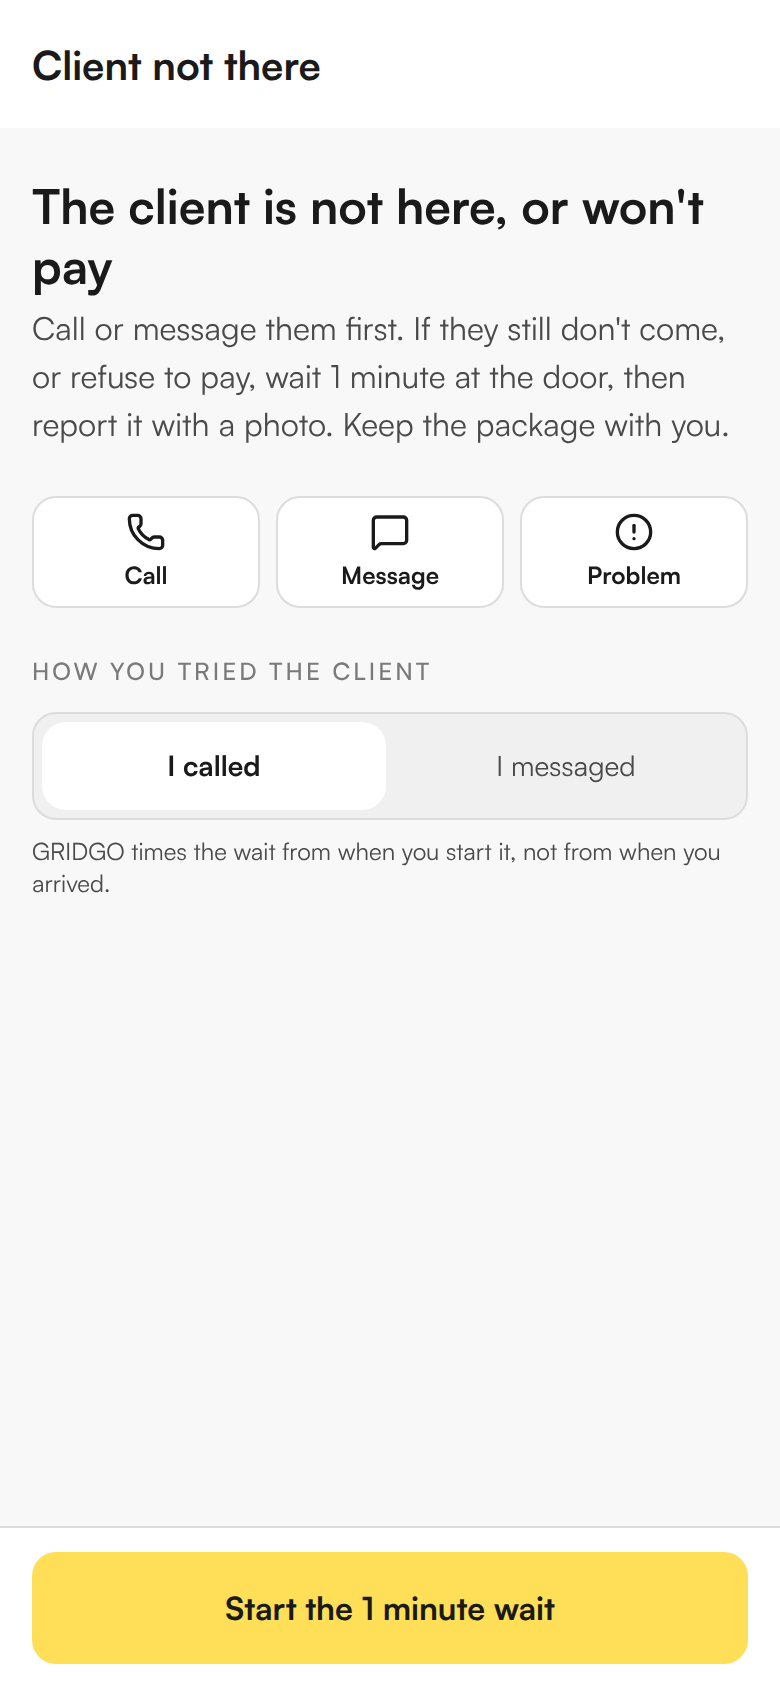 Client not there
The client is not here, or won't
pay
Call or message them first. If they still don't come,
or refuse to pay, wait 1 minute at the door, then
report it with a photo. Keep the package with you.
Call
Message
Problem
HOW YOU TRIED THE CLIENT
I called
I messaged
GRIDGO times the wait from when you start it, not from when you
arrived.
Start the 1 minute wait